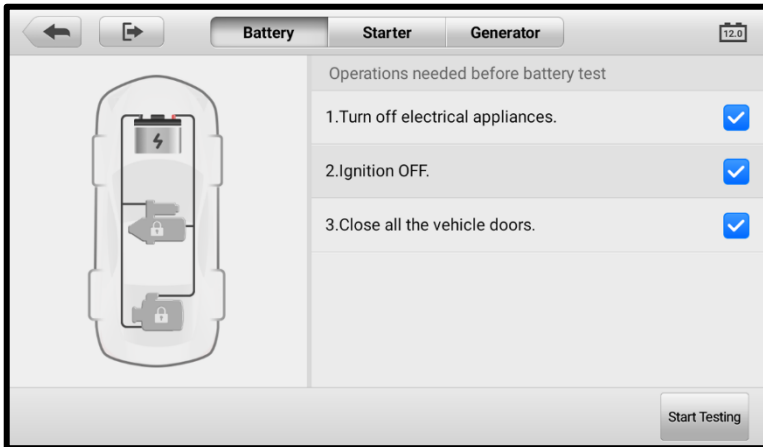 Battery
Starter
Generator
12.0
Operations needed before battery test
1.Turn off electrical appliances.
2.Ignition OFF.
3.Close all the vehicle doors.
Start Testing